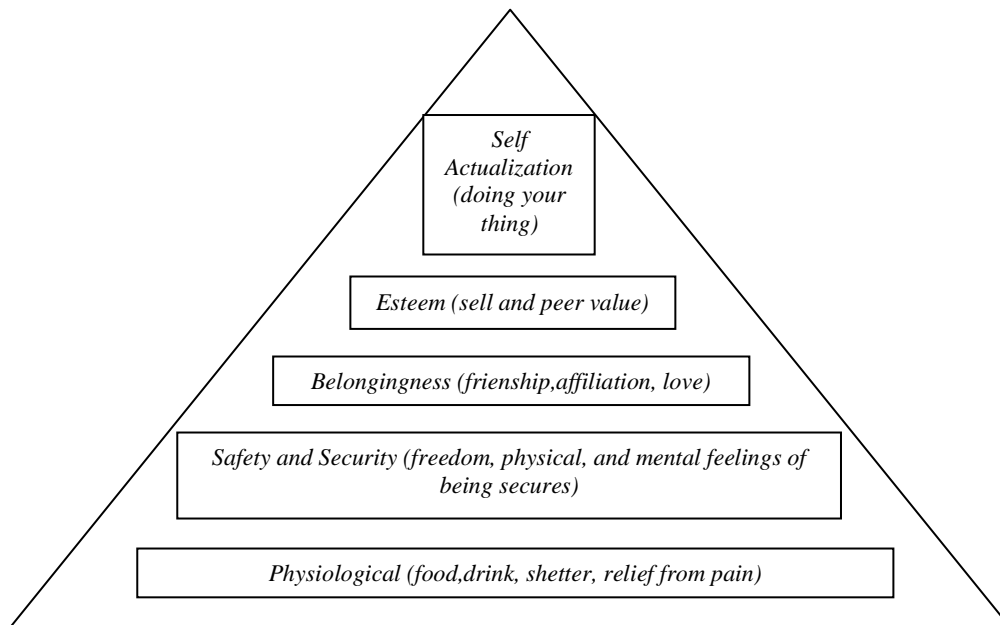 Self
Actualization
(doing your
thing)
Esteem (sell and peer value)
Belongingness (frienship,affiliation, love)
Safety and Security (freedom, physical, and mental feelings of
being secures)
Physiological (food,drink, shetter, relief from pain)